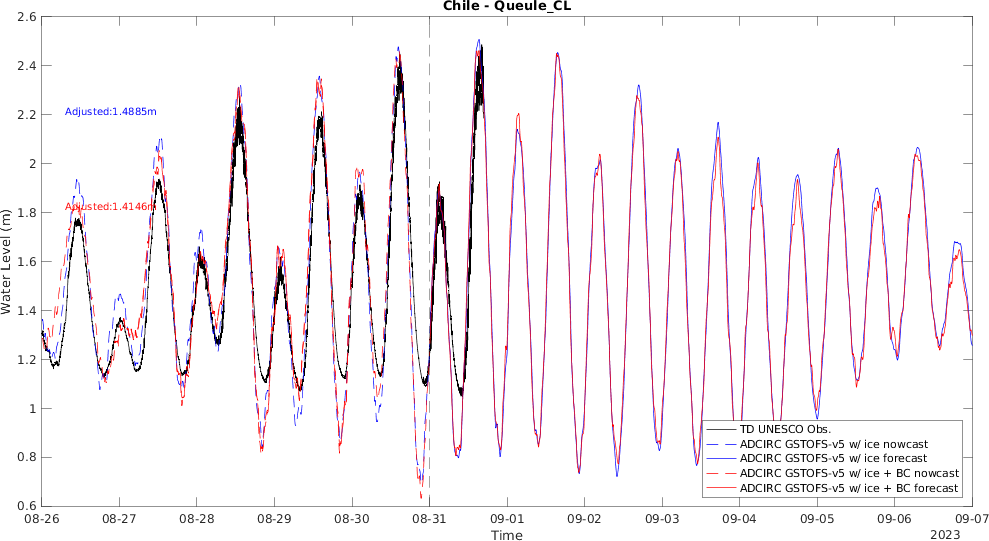 Chile - Queule_CL
2.6
2.4
2.2
2
1.8
1.6
1.4
1.2
1
0.8
0.6
Water Level (m)
Adjusted:1.4885m
Adjusted:1.4146m
TD UNESCO Obs.
ADCIRC GSTOFS-v5 w/ ice nowcast
ADCIRC GSTOFS-v5 w/ ice forecast
ADCIRC GSTOFS-v5 w/ ice + BC nowcast
ADCIRC GSTOFS-v5 w/ ice + BC forecast
08-26 08-27 08-28 08-29 08-30 08-31 09-01 09-02 09-03 09-04 09-05 09-06 09-07
Time
2023